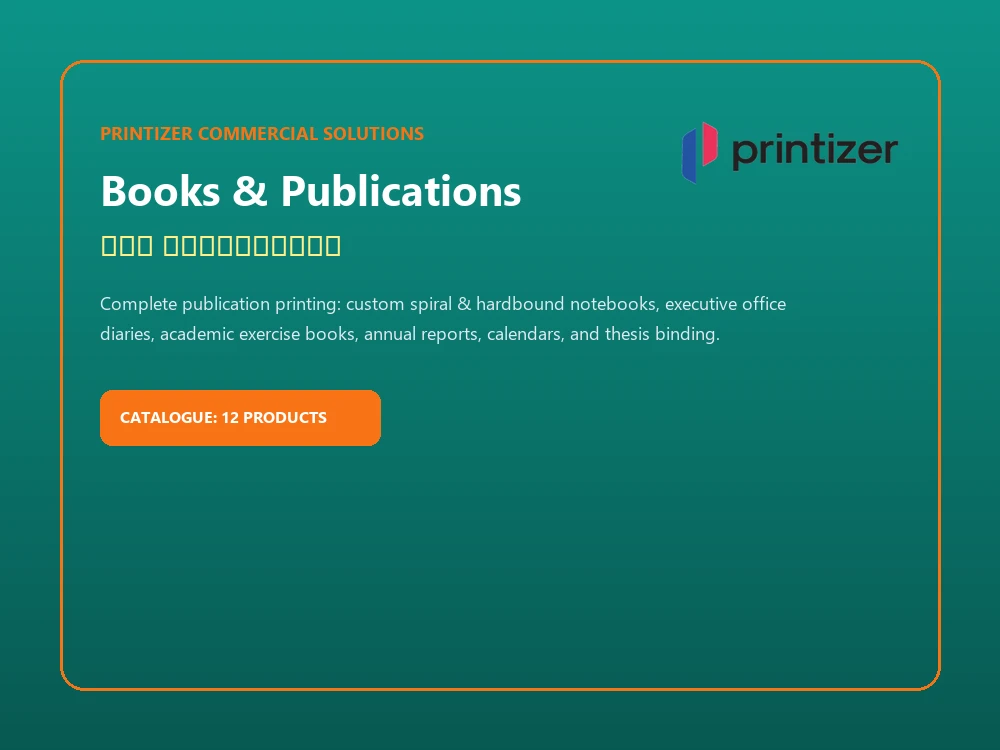 PRINTIZER COMMERCIAL SOLUTIONS
printizer
Books & Publications
Complete publication printing: custom spiral & hardbound notebooks, executive office
diaries, academic exercise books, annual reports, calendars, and thesis binding.
CATALOGUE: 12 PRODUCTS